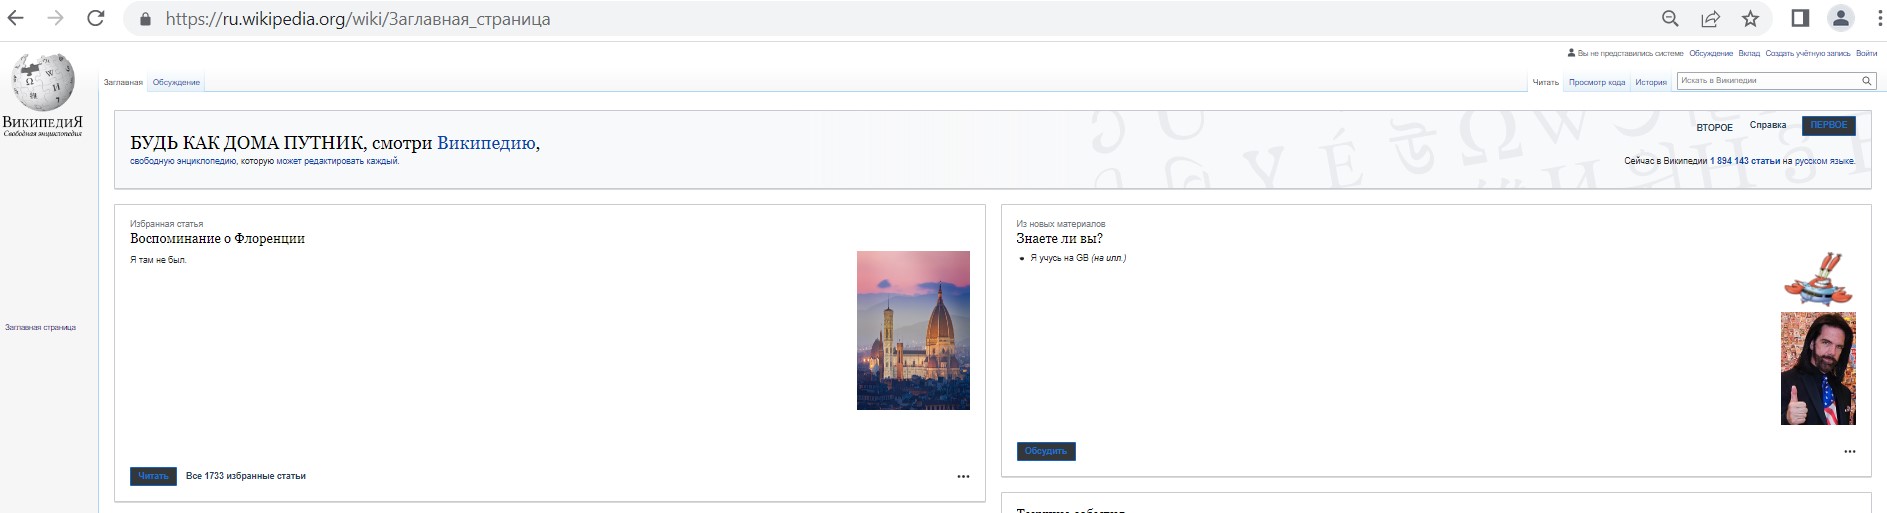 https://ru.wikipedia.org/wiki/Заглавная_страница
Вы не представились системе Обсуждение Вклад Создать учётную запись Войти
Заглавная Обсуждение
Читать Просмотр кода История Искать в Википедии
ВИКИПЕДИЯ
Свободная энциклопедия
БУДЬ КАК ДОМА ПУТНИК, смотри Википедию,
свободную энциклопедию, которую может редактировать каждый.
ВТОРОЕ Справка ПЕРВОЕ
Сейчас в Википедии 1 894 143 статьи на русском языке.
Заглавная страница
Избранная статья
Воспоминание о Флоренции
Я там не был.
Читать Все 1733 избранные статьи
Из новых материалов
Знаете ли вы?
• Я учусь на GB (на илл.)
Обсудить